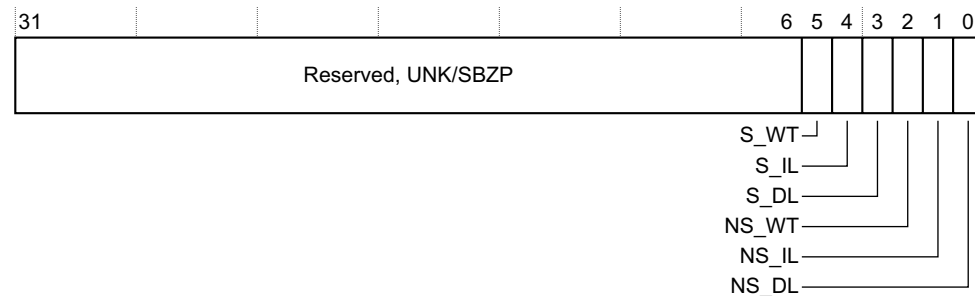 31 6 5 4 3 2 1 0
Reserved, UNK/SBZP
S_WT
S_IL
S_DL
NS_WT
NS_IL
NS_DL